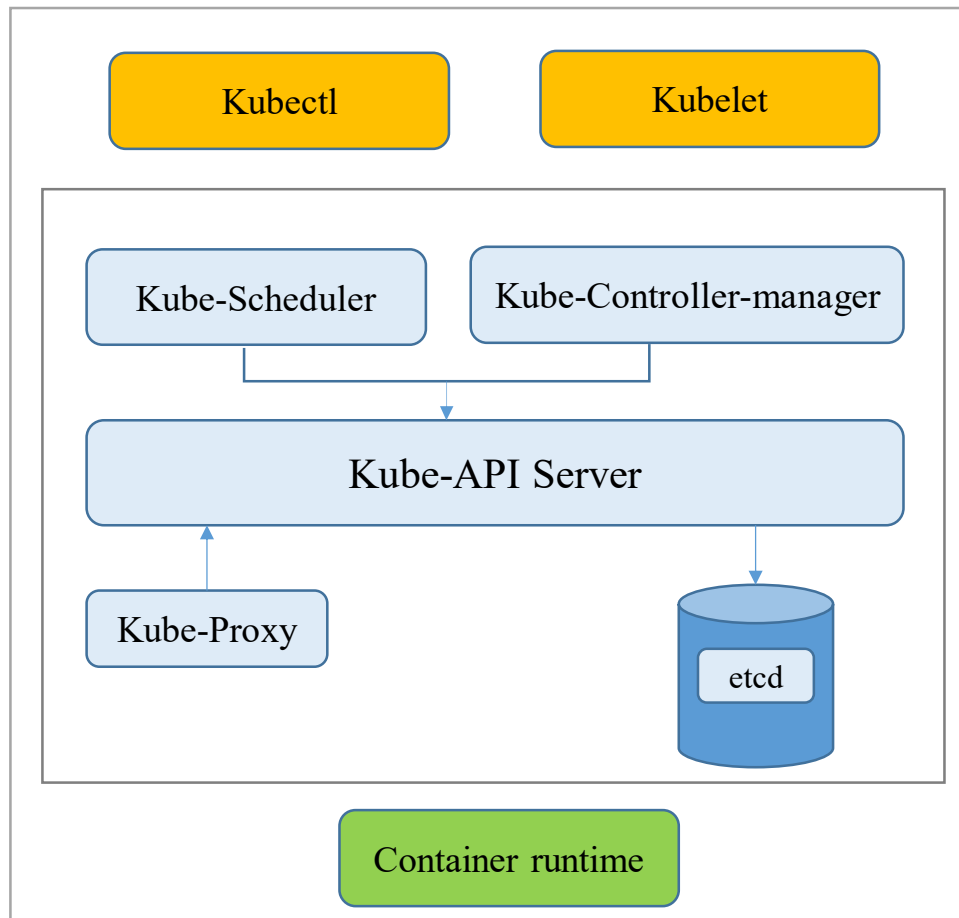 Kubectl
Kubelet
Kube-Scheduler
Kube-Controller-manager
Kube-API Server
Kube-Proxy
etcd
Container runtime